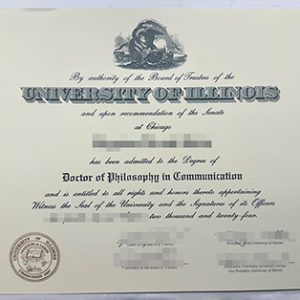 By authority of the Board of Trustees of the
UNIVERSITY OF ILLINOIS
and upon recommendation of the Senate
at Chicago
has been admitted to the Degree of
Doctor of Philosophy in Communication
and is entitled to all rights and honors thereto appertaining
Witness the Seal of the University and the Signatures of its Officers
two thousand and twenty-four.